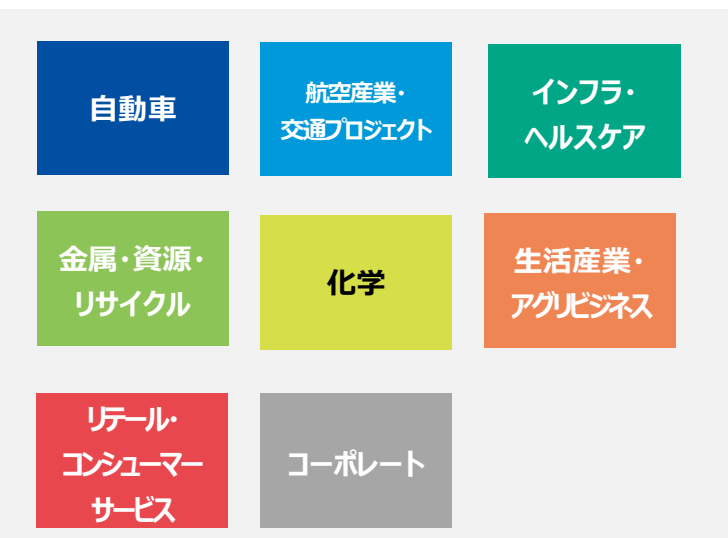 自動車
航空産業・
交通プロジェクト
インフラ・
ヘルスケア
金属・資源・
リサイクル
化学
生活産業・
アグリビジネス
リテール・
コンシューマー
サービス
コーポレート